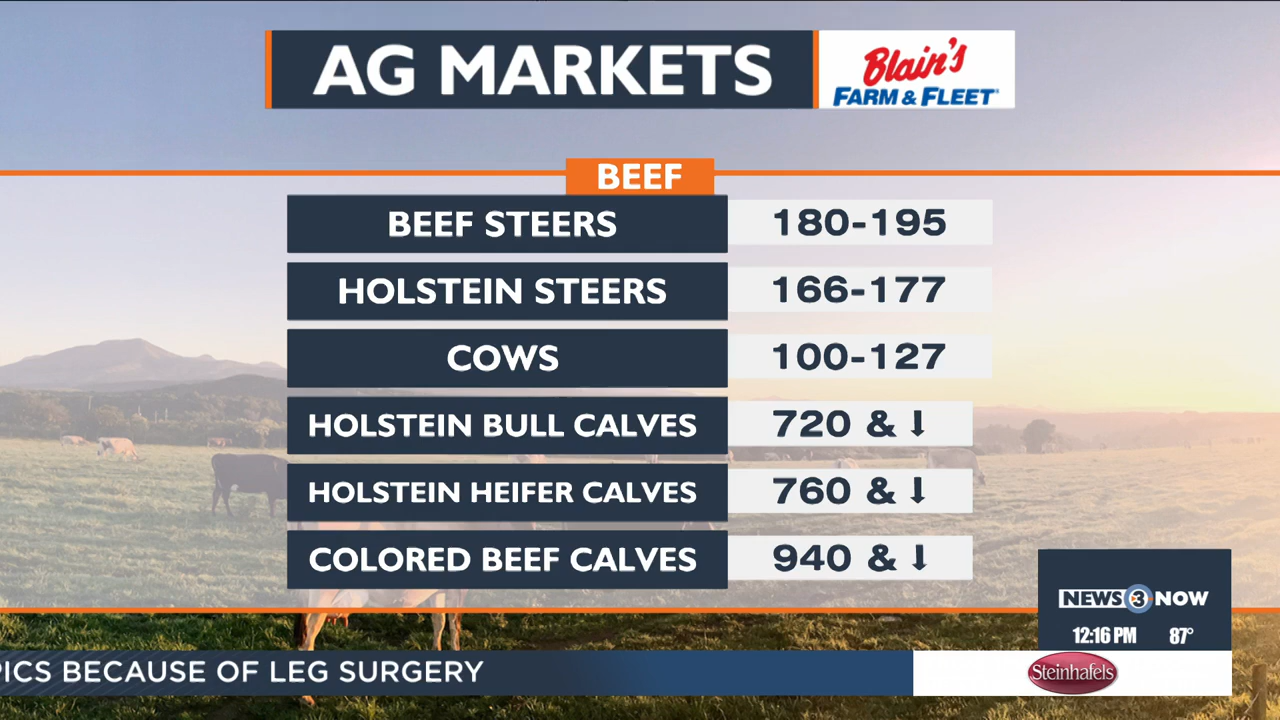 AG MARKETS
Blain's
FARM & FLEET
BEEF
BEEF STEERS 180-195
HOLSTEIN STEERS 166-177
COWS 100-127
HOLSTEIN BULL CALVES 720 & ↓
HOLSTEIN HEIFER CALVES 760 & ↓
COLORED BEEF CALVES 940 & ↓
NEWS 3 NOW
12:16 PM 87°
PICS BECAUSE OF LEG SURGERY
Steinhafels